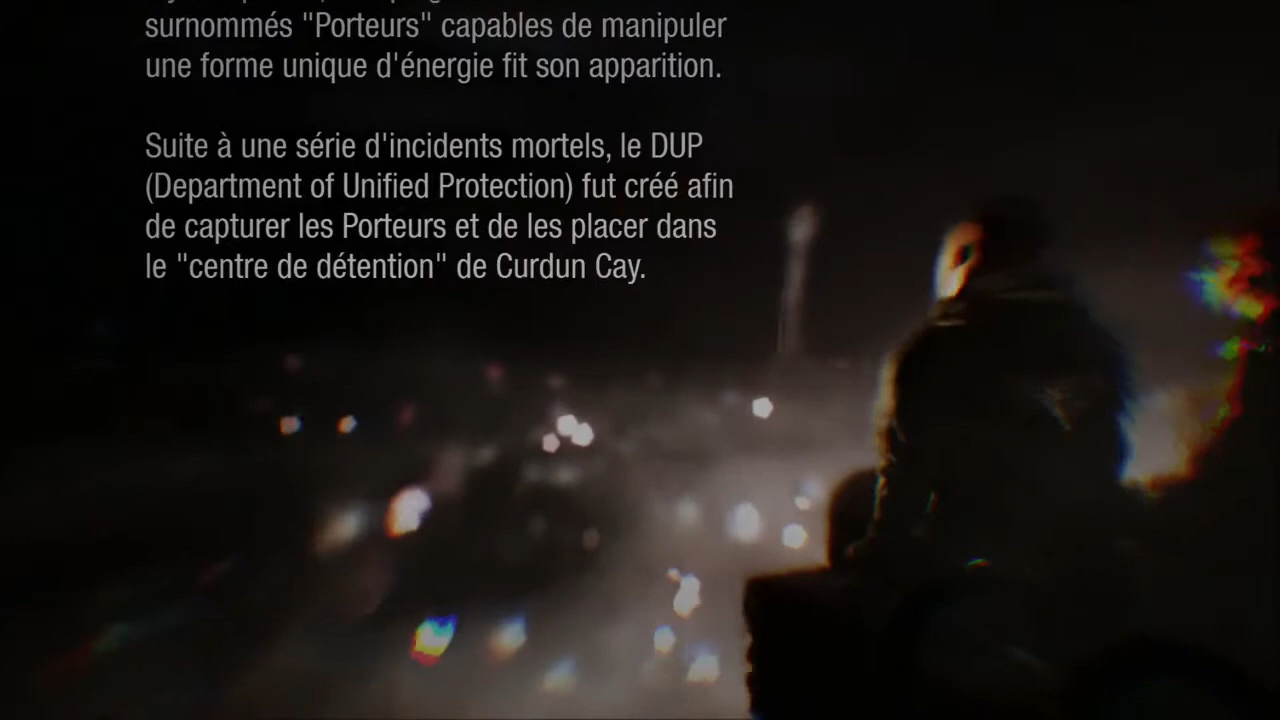 surnommés "Porteurs" capables de manipuler
une forme unique d'énergie fit son apparition.
Suite à une série d'incidents mortels, le DUP
(Department of Unified Protection) fut créé afin
de capturer les Porteurs et de les placer dans
le "centre de détention" de Curdun Cay.